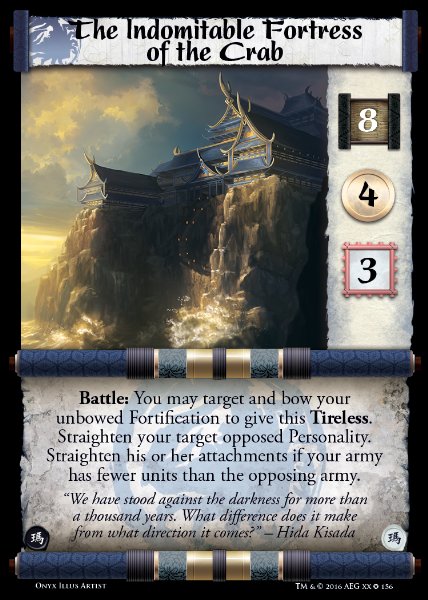 The Indomitable Fortress
of the Crab
8
4
3
Battle: You may target and bow your
unbowed Fortification to give this Tireless.
Straighten your target opposed Personality.
Straighten his or her attachments if your army
has fewer units than the opposing army.
“We have stood against the darkness for more than
a thousand years. What difference does it make
from what direction it comes?” – Hida Kisada
Onyx Illus Artist
TM & © 2016 AEG XX ✪ 156